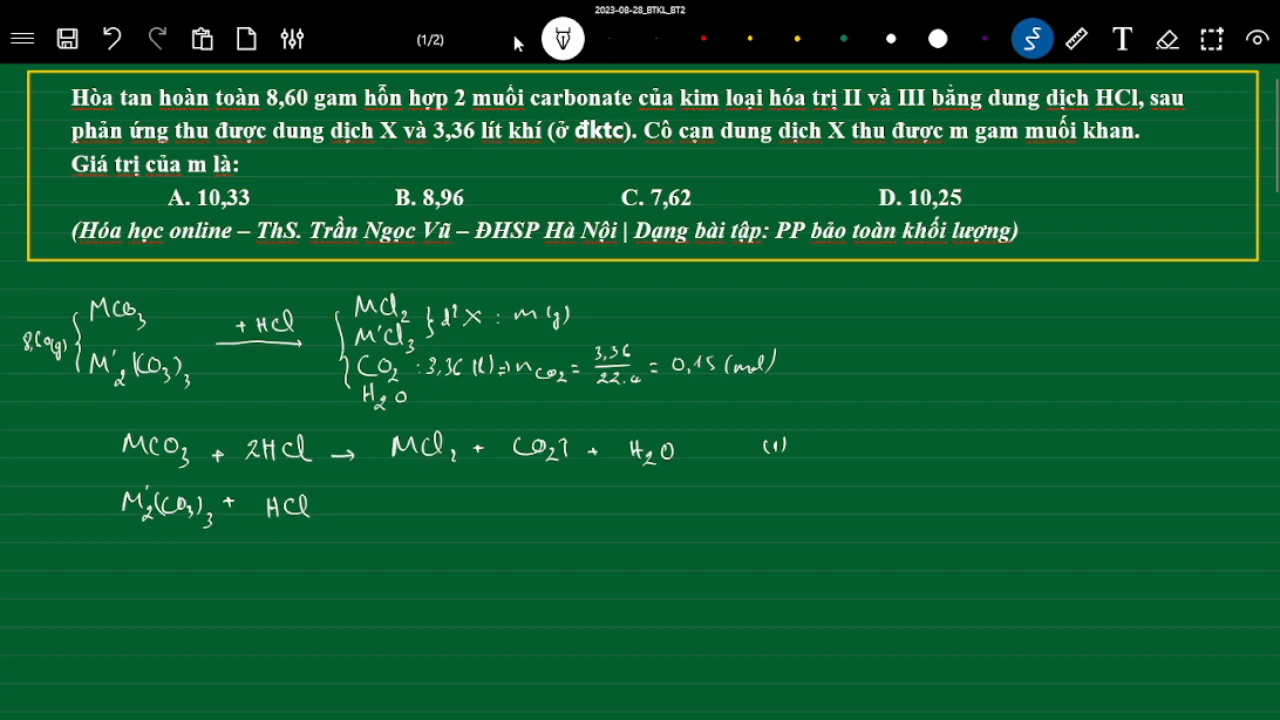 2023-08-28_BTKL_BT2
(1/2)
T
Hòa tan hoàn toàn 8,60 gam hỗn hợp 2 muối carbonate của kim loại hóa trị II và III bằng dung dịch HCl, sau
phản ứng thu được dung dịch X và 3,36 lít khí (ở đktc). Cô cạn dung dịch X thu được m gam muối khan.
Giá trị của m là:
A. 10,33 B. 8,96 C. 7,62 D. 10,25
(Hóa học online – ThS. Trần Ngọc Vũ – ĐHSP Hà Nội | Dạng bài tập: PP bảo toàn khối lượng)
8,60(g) { MCO3 + HCl → { MCl2 } d² X : m (g)
M'2(CO3)3 M'Cl3
CO2 : 3,36 (l) => nCO2 = 3,36 / 22.4 = 0,15 (mol)
H2O
MCO3 + 2HCl → MCl2 + CO2↑ + H2O (1)
M'2(CO3)3 + HCl